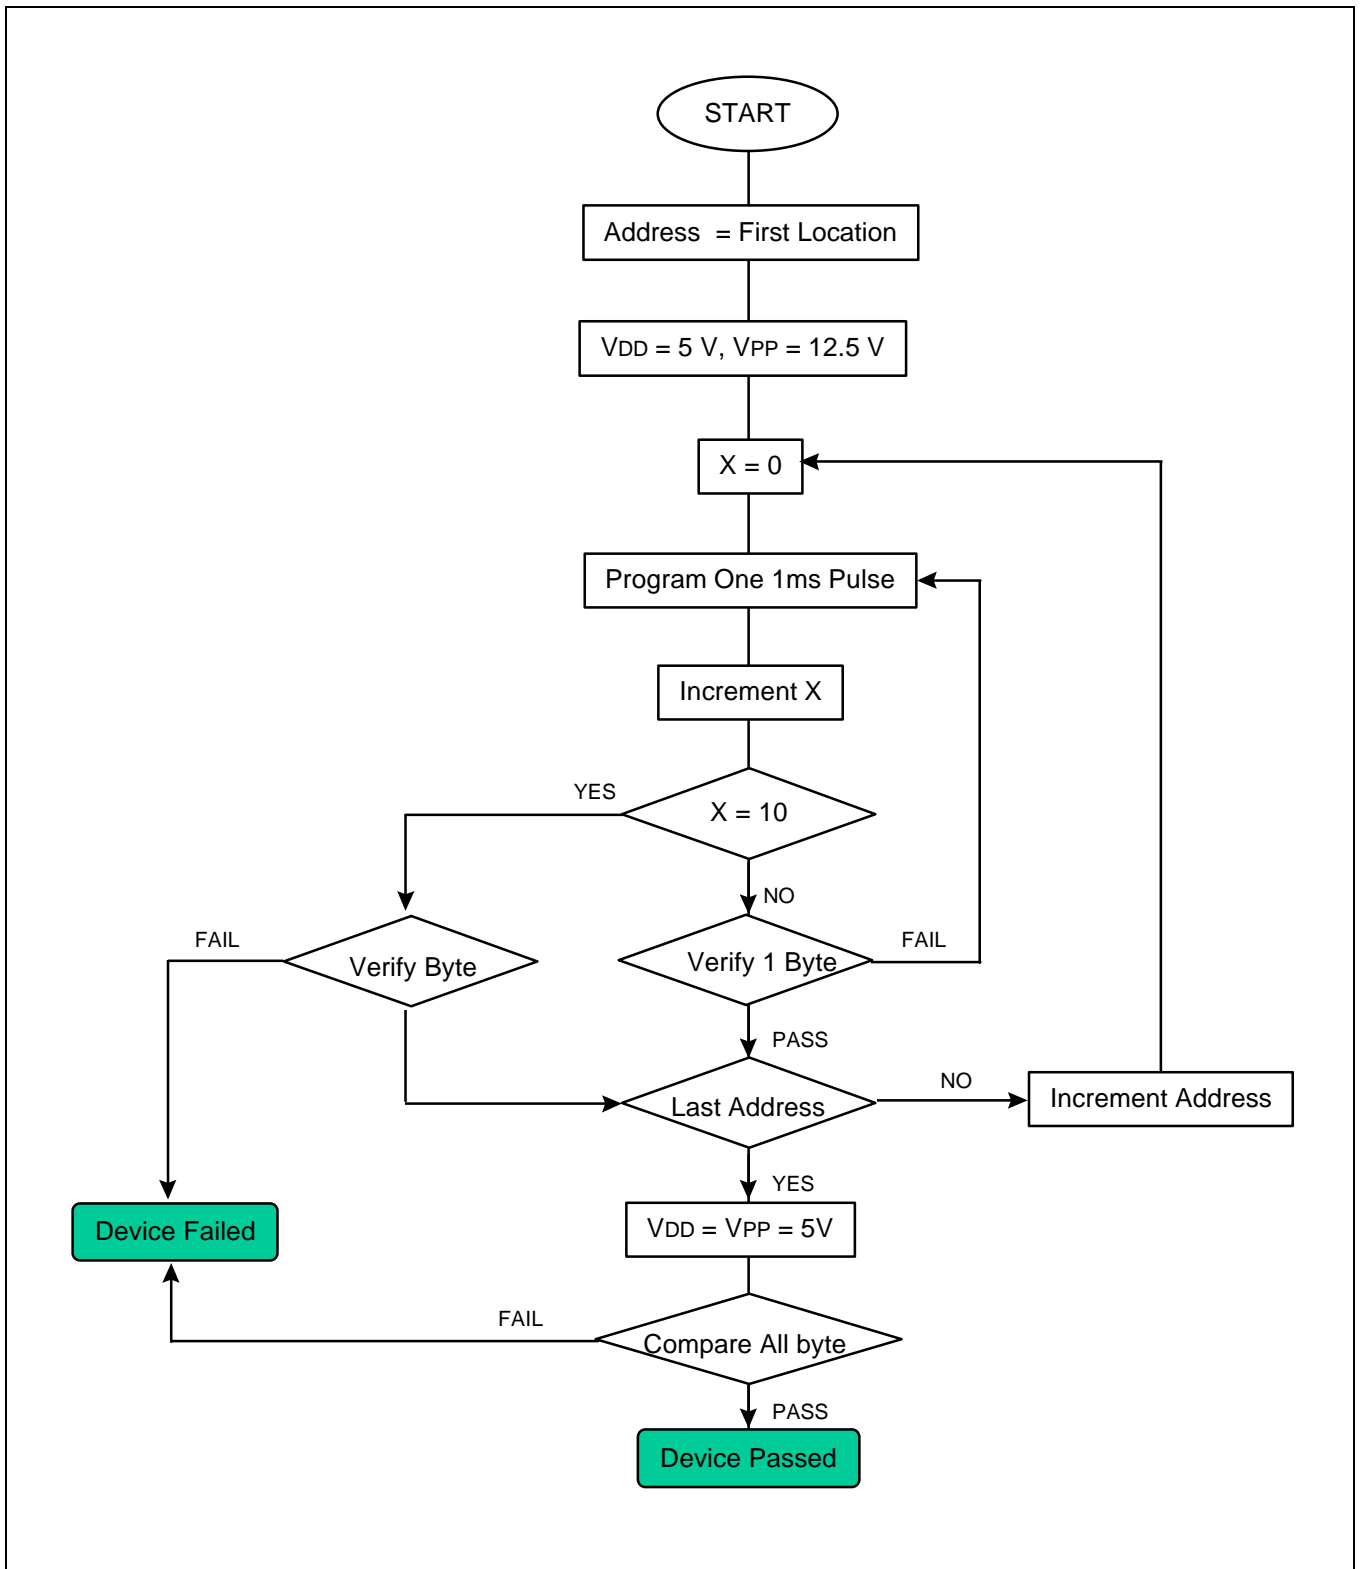 START
Address = First Location
VDD = 5 V, VPP = 12.5 V
X = 0
Program One 1ms Pulse
Increment X
YES
X = 10
NO
FAIL
Verify Byte
Verify 1 Byte
FAIL
PASS
Last Address
NO
Increment Address
YES
Device Failed
VDD = VPP = 5V
FAIL
Compare All byte
PASS
Device Passed